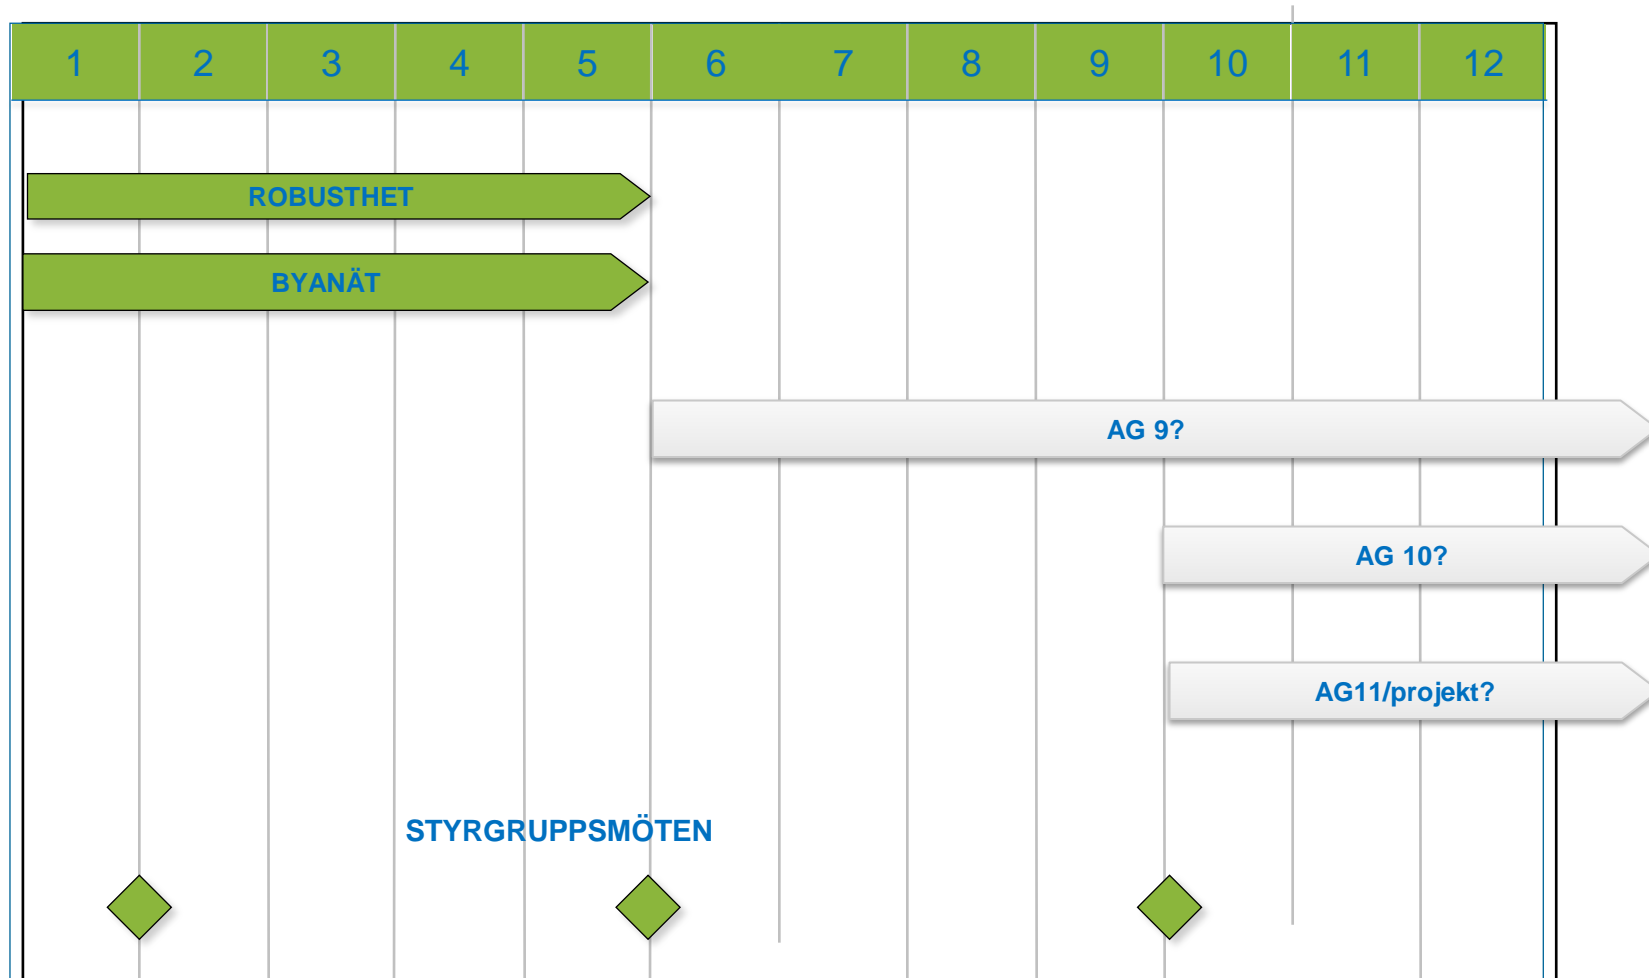 1 2 3 4 5 6 7 8 9 10 11 12
ROBUSTHET
BYANÄT
AG 9?
AG 10?
AG11/projekt?
STYRGRUPPSMÖTEN